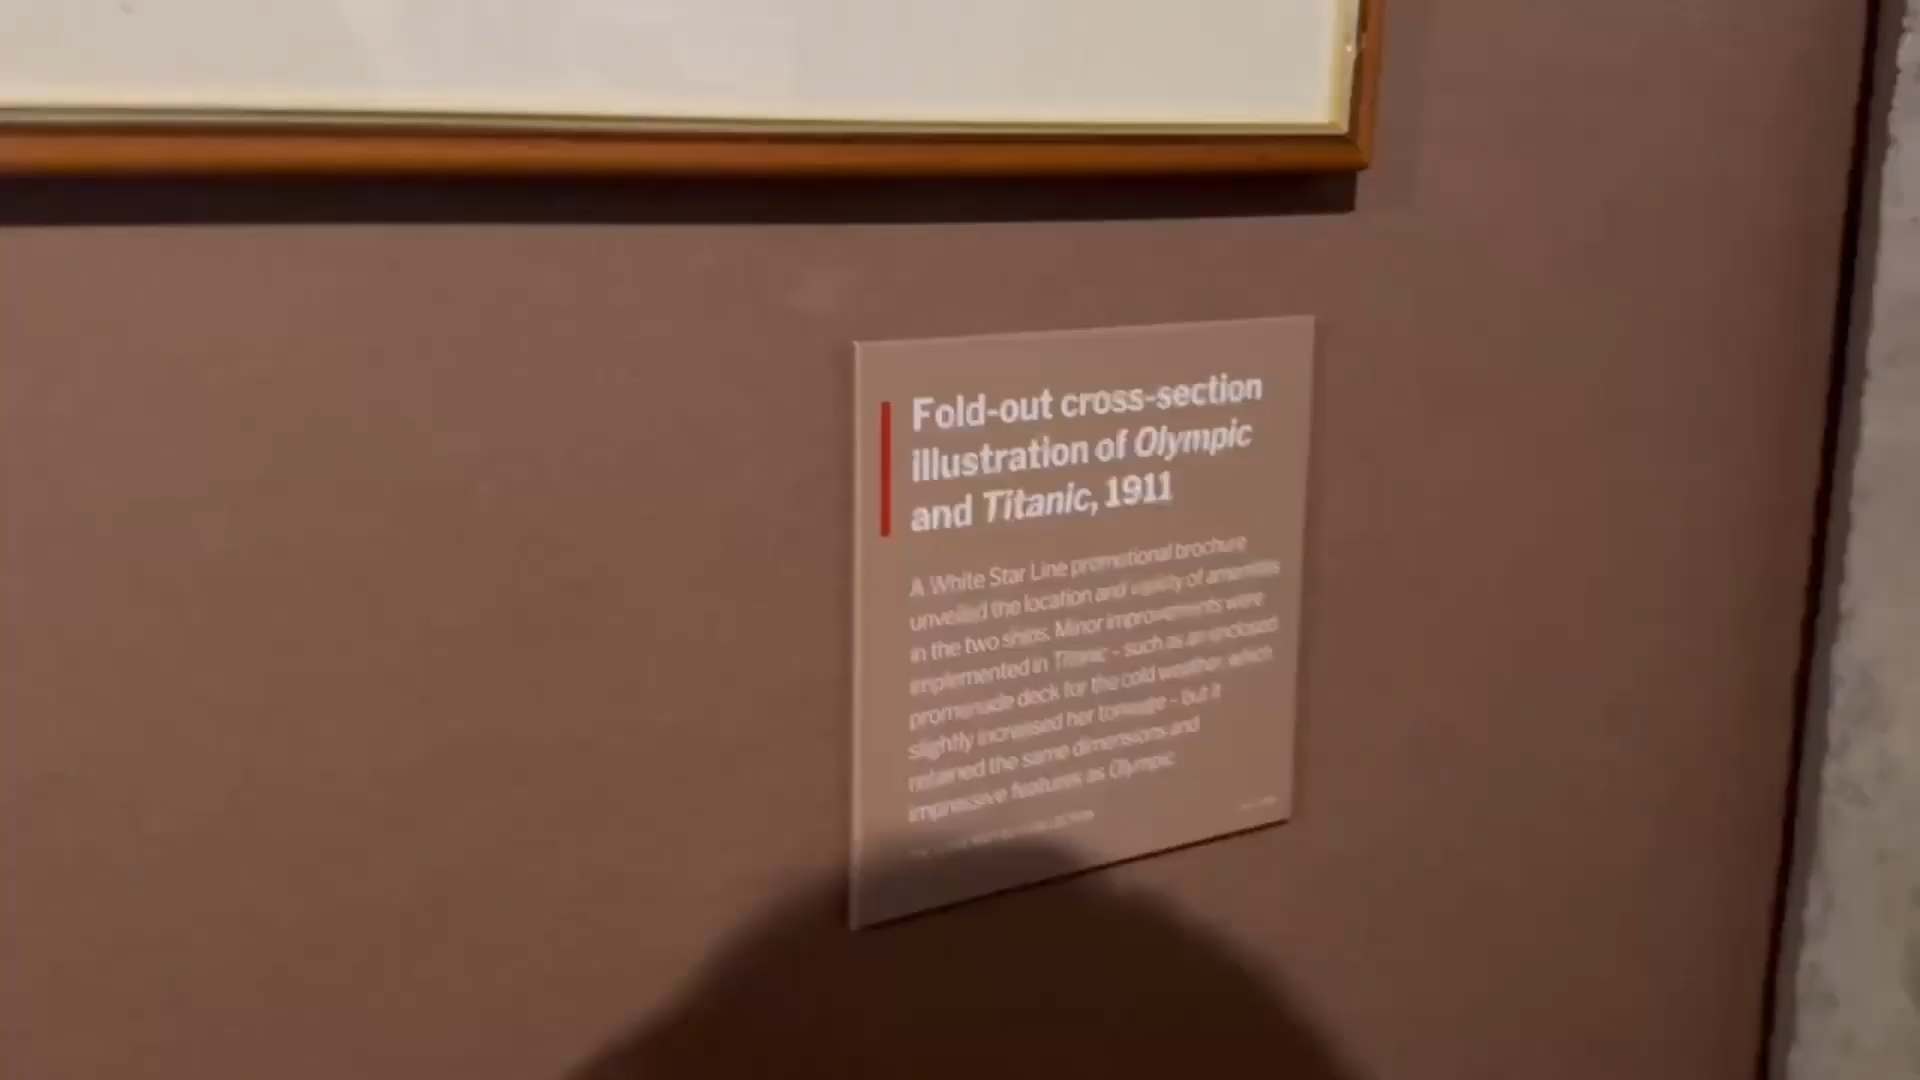 Fold-out cross-section
illustration of Olympic
and Titanic, 1911
A White Star Line promotional brochure
unveiled the location and of amenities
in the two ships. Minor improvements were
implemented in Titanic - such as an enclosed
promenade deck for the cold weather, which
slightly increased her tonnage - but it
retained the same dimensions and
impressive features as Olympic